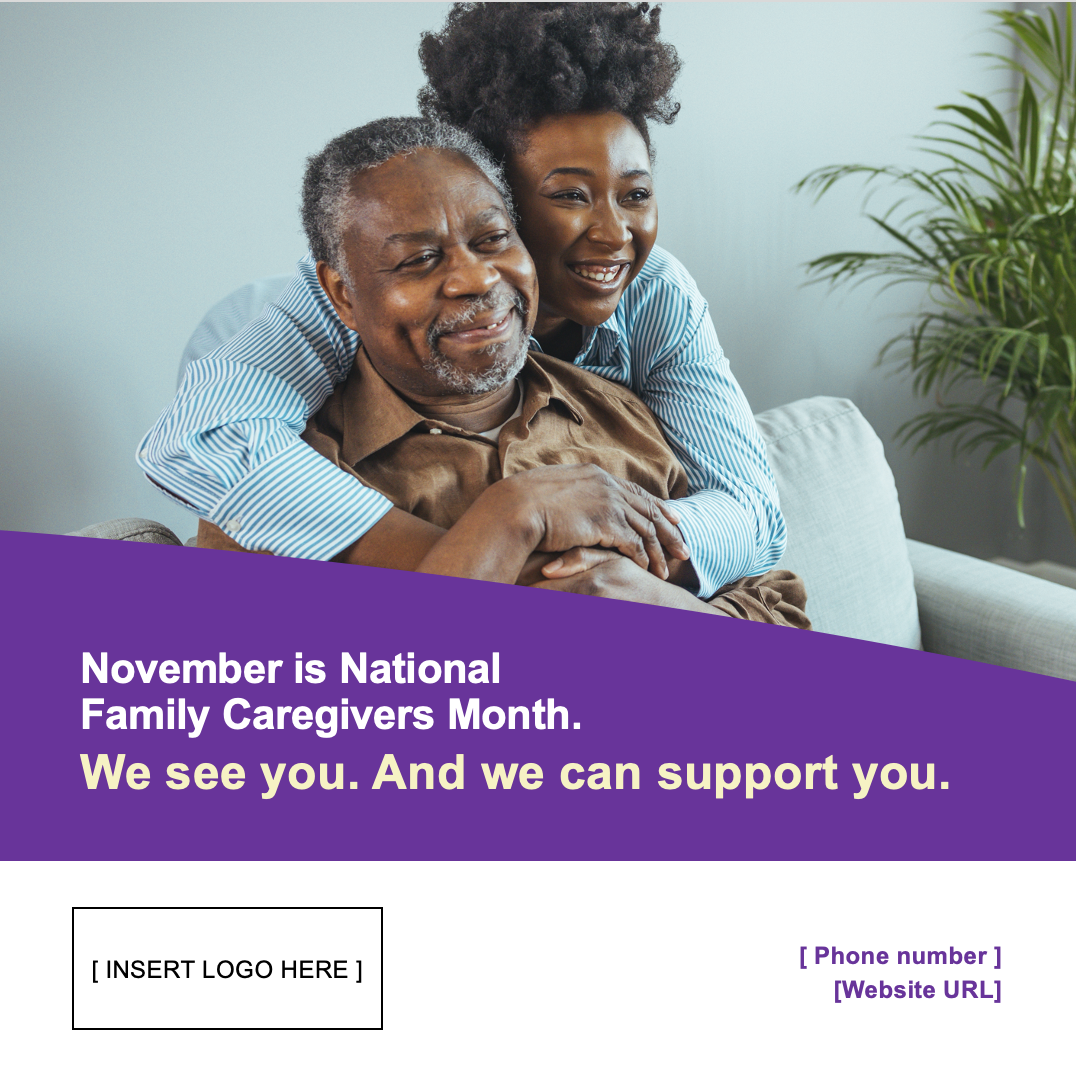 November is National
Family Caregivers Month.
We see you. And we can support you.
[ INSERT LOGO HERE ]
[ Phone number ]
[Website URL]